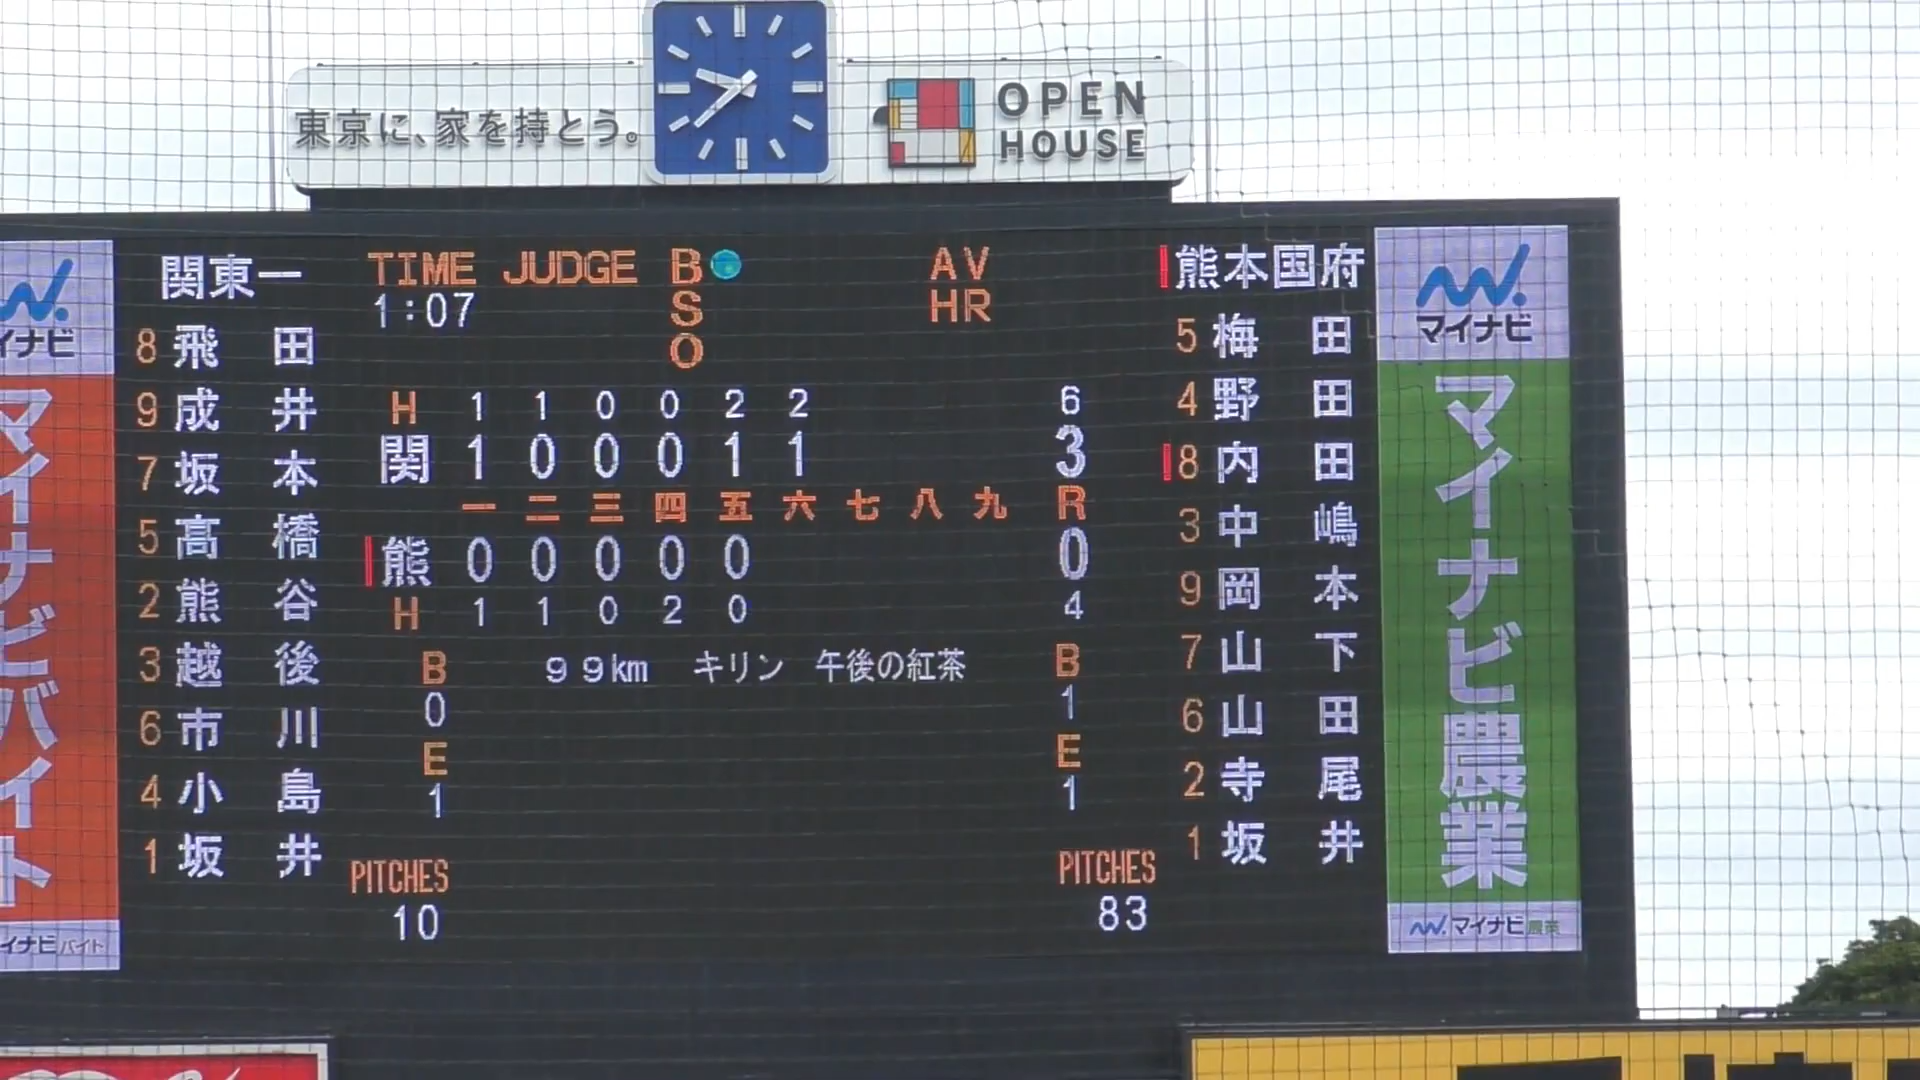 東京に、家を持とう。
OPEN
HOUSE
関東一
TIME JUDGE B
1:07
S
O
AV
HR
熊本国府
マイナビ
イナビ
8 飛田
9 成井
7 坂本
5 髙橋
2 熊谷
3 越後
6 市川
4 小島
1 坂井
H 1 1 0 0 2 2 6
関 1 0 0 0 1 1 3
一 二 三 四 五 六 七 八 九 R
熊 0 0 0 0 0 0
H 1 1 0 2 0 4
B 99km キリン 午後の紅茶 B
0 1
E E
1 1
PITCHES PITCHES
10 83
5 梅田
4 野田
8 内田
3 中嶋
9 岡本
7 山下
6 山田
2 寺尾
1 坂井
マイナビバイト
イナビバイト
マイナビ農業
マイナビ農業